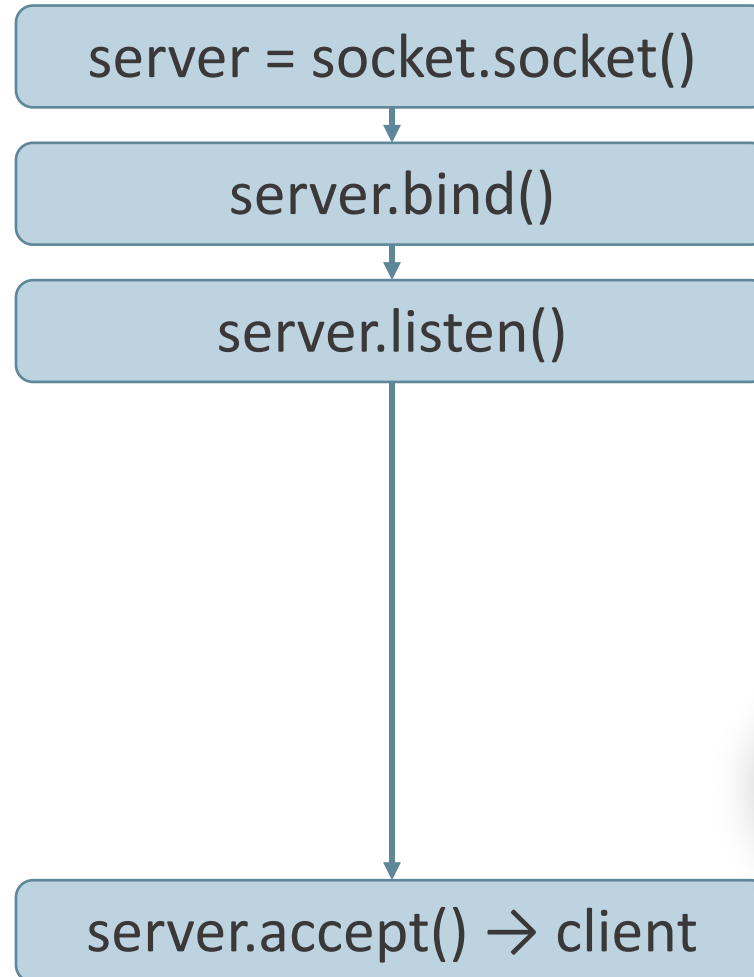 server = socket.socket()
server.bind()
server.listen()
server.accept() → client